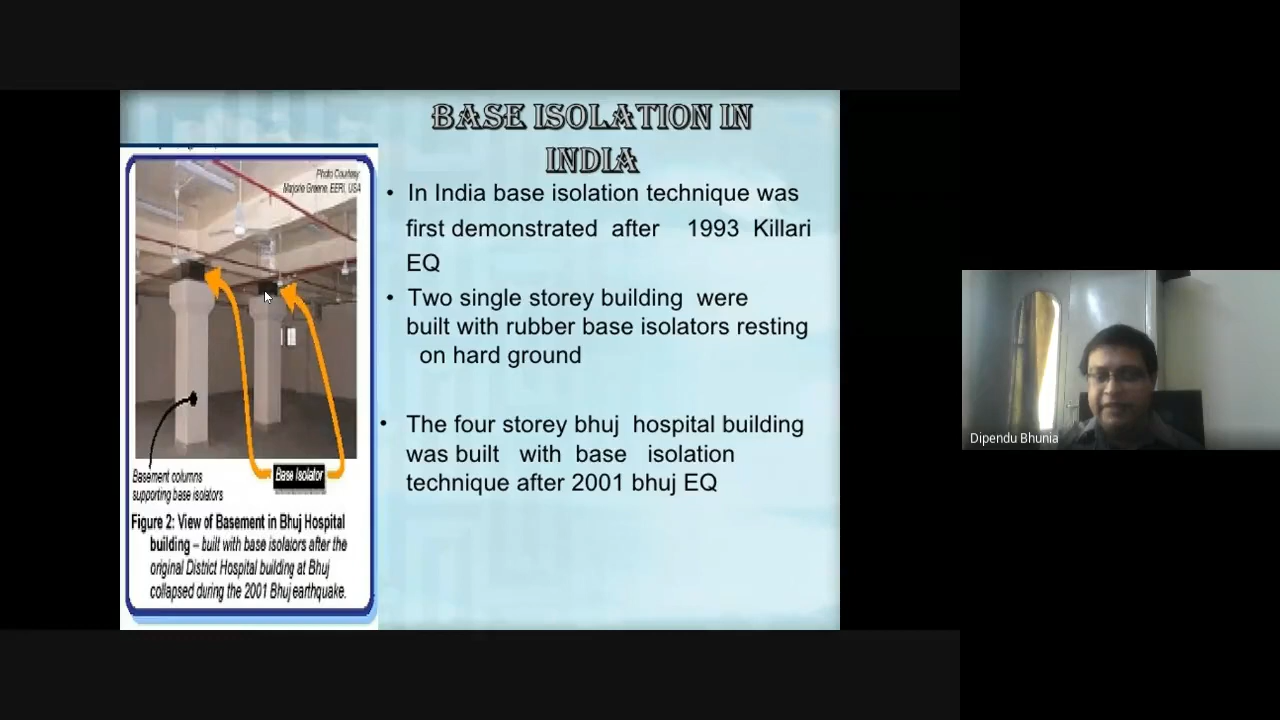 BASE ISOLATION IN
INDIA
Photo Courtesy
Marjorie Greene, EERI, USA
• In India base isolation technique was
first demonstrated after 1993 Killari
EQ
• Two single storey building were
built with rubber base isolators resting
on hard ground
• The four storey bhuj hospital building
was built with base isolation
technique after 2001 bhuj EQ
Basement columns
supporting base isolators
Base Isolator
Figure 2: View of Basement in Bhuj Hospital
building – built with base isolators after the
original District Hospital building at Bhuj
collapsed during the 2001 Bhuj earthquake.
Dipendu Bhunia